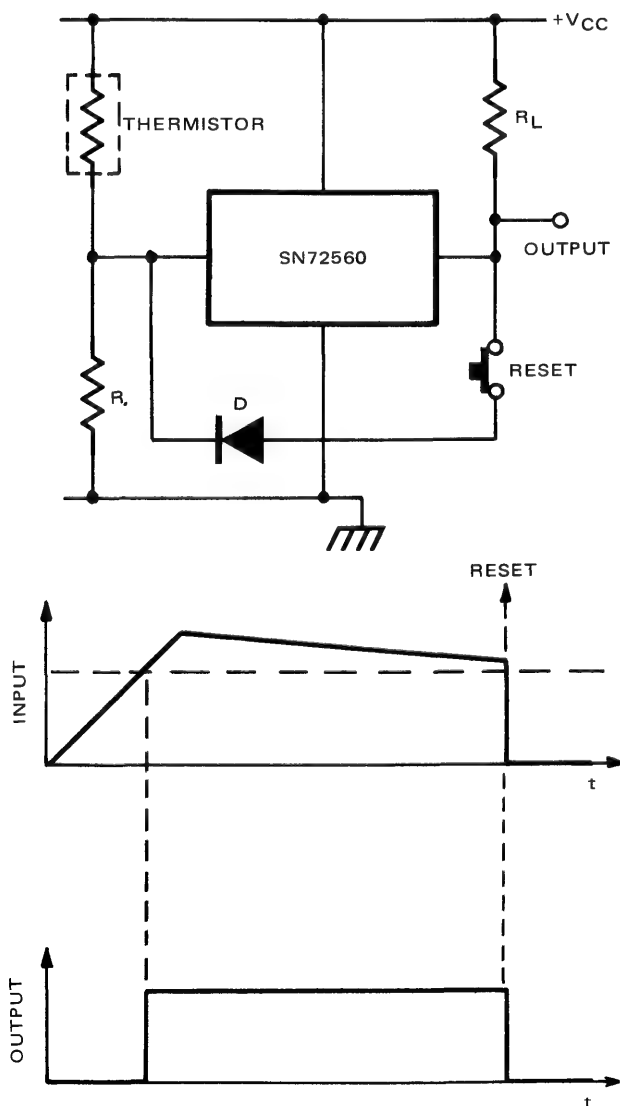 +VCC
THERMISTOR
RL
SN72560
OUTPUT
RESET
R.
D
RESET
INPUT
t
OUTPUT
t